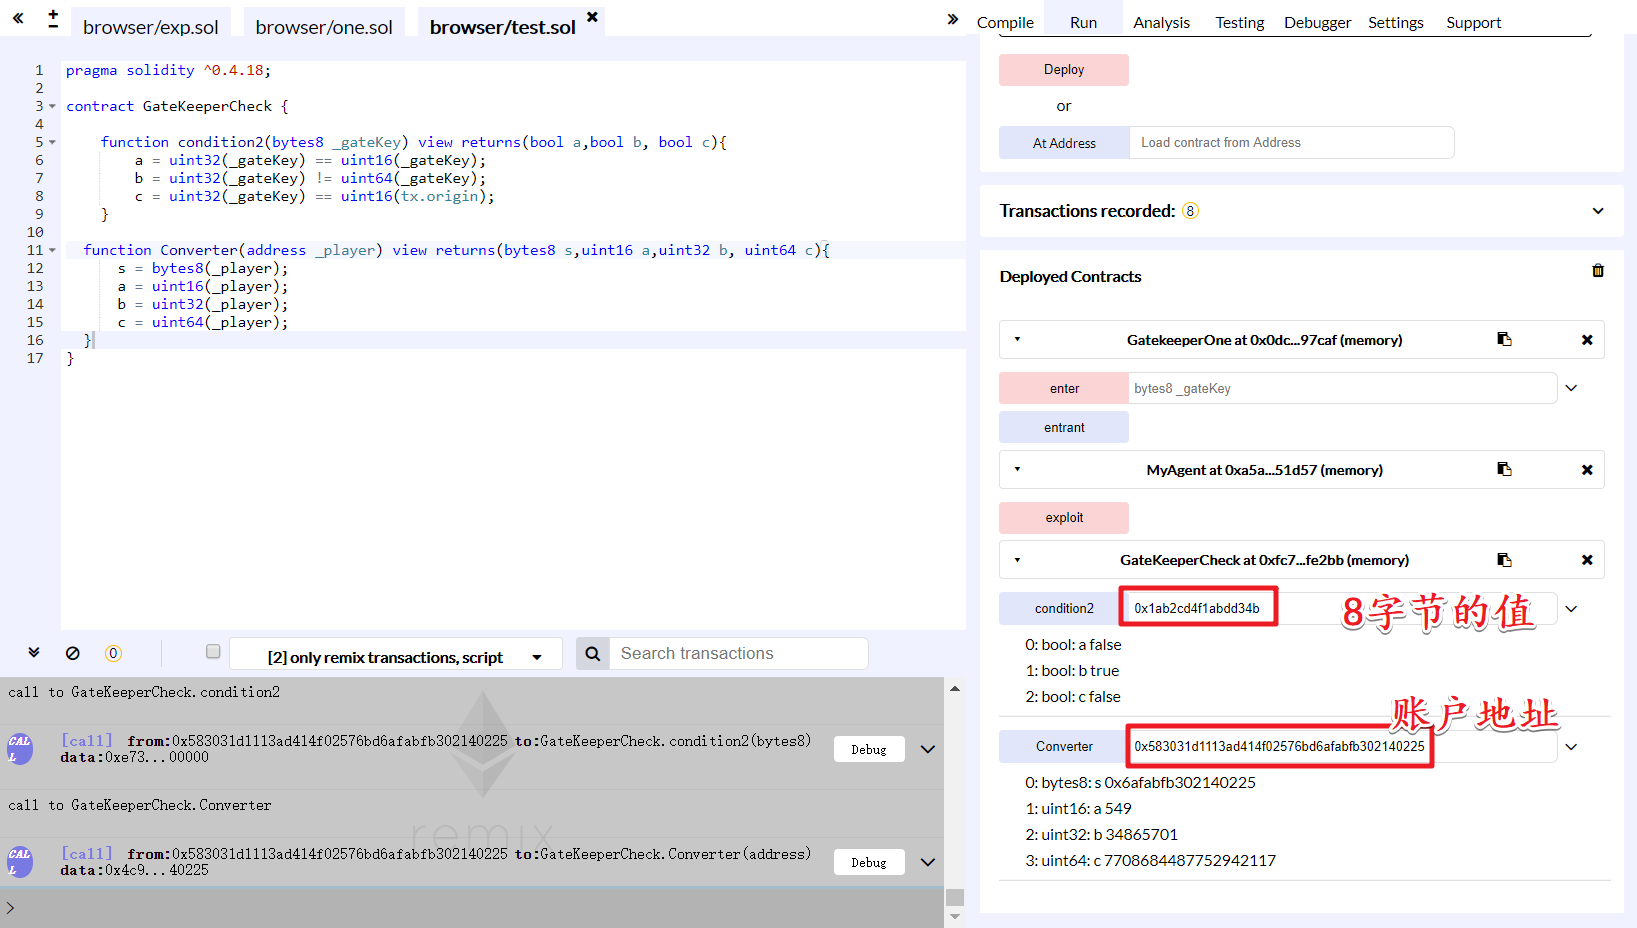 browser/exp.sol browser/one.sol browser/test.sol
1 pragma solidity ^0.4.18;
2
3 contract GateKeeperCheck {
4
5 function condition2(bytes8 _gateKey) view returns(bool a,bool b, bool c){
6 a = uint32(_gateKey) == uint16(_gateKey);
7 b = uint32(_gateKey) != uint64(_gateKey);
8 c = uint32(_gateKey) == uint16(tx.origin);
9 }
10
11 function Converter(address _player) view returns(bytes8 s,uint16 a,uint32 b, uint64 c){
12 s = bytes8(_player);
13 a = uint16(_player);
14 b = uint32(_player);
15 c = uint64(_player);
16 }
17 }
0 [2] only remix transactions, script Search transactions
call to GateKeeperCheck.condition2
CALL [call] from:0x583031d1113ad414f02576bd6afabfb302140225 to:GateKeeperCheck.condition2(bytes8)
data:0xe73...00000 Debug
call to GateKeeperCheck.Converter
remix
CALL [call] from:0x583031d1113ad414f02576bd6afabfb302140225 to:GateKeeperCheck.Converter(address)
data:0x4c9...40225 Debug
>
Compile Run Analysis Testing Debugger Settings Support
Deploy
or
At Address Load contract from Address
Transactions recorded: 8
Deployed Contracts
GatekeeperOne at 0x0dc...97caf (memory)
enter bytes8 _gateKey
entrant
MyAgent at 0xa5a...51d57 (memory)
exploit
GateKeeperCheck at 0xfc7...fe2bb (memory)
condition2 0x1ab2cd4f1abdd34b 8字节的值
0: bool: a false
1: bool: b true
2: bool: c false
账户地址
Converter 0x583031d1113ad414f02576bd6afabfb302140225
0: bytes8: s 0x6afabfb302140225
1: uint16: a 549
2: uint32: b 34865701
3: uint64: c 7708684487752942117